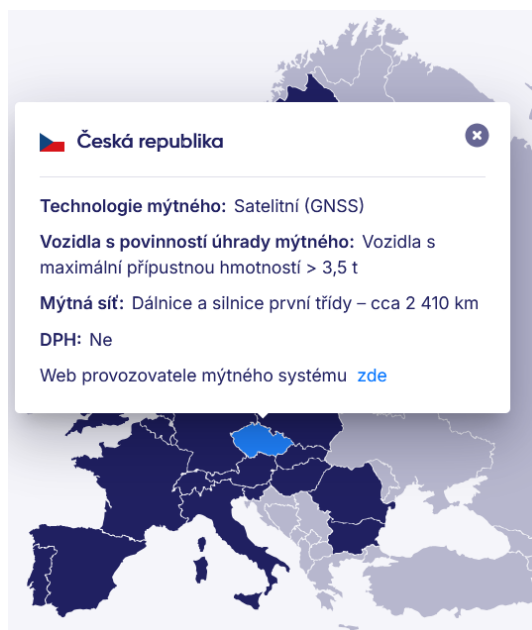 Česká republika
Technologie mýtného: Satelitní (GNSS)
Vozidla s povinností úhrady mýtného: Vozidla s
maximální přípustnou hmotností > 3,5 t
Mýtná síť: Dálnice a silnice první třídy – cca 2 410 km
DPH: Ne
Web provozovatele mýtného systému zde